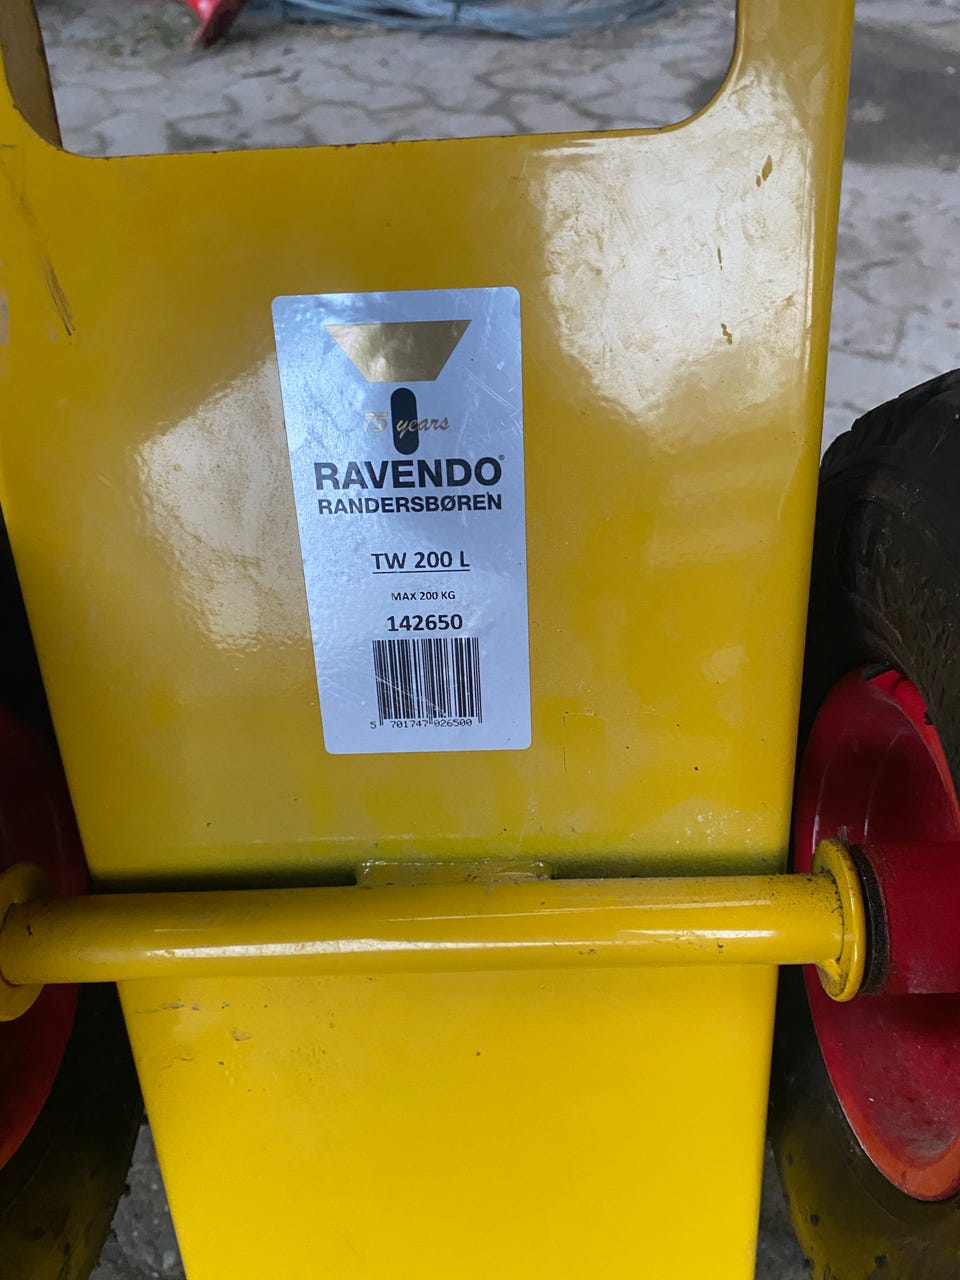 75 years
RAVENDO®
RANDERSBØREN
TW 200 L
MAX 200 KG
142650
5 701747 026500